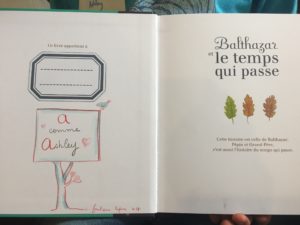 Ce livre appartient à
a
comme
Ashley
Balthazar
et le temps
qui passe
Cette histoire est celle de Balthazar,
Pépin et Grand-Père,
c'est aussi l'histoire du temps qui passe.